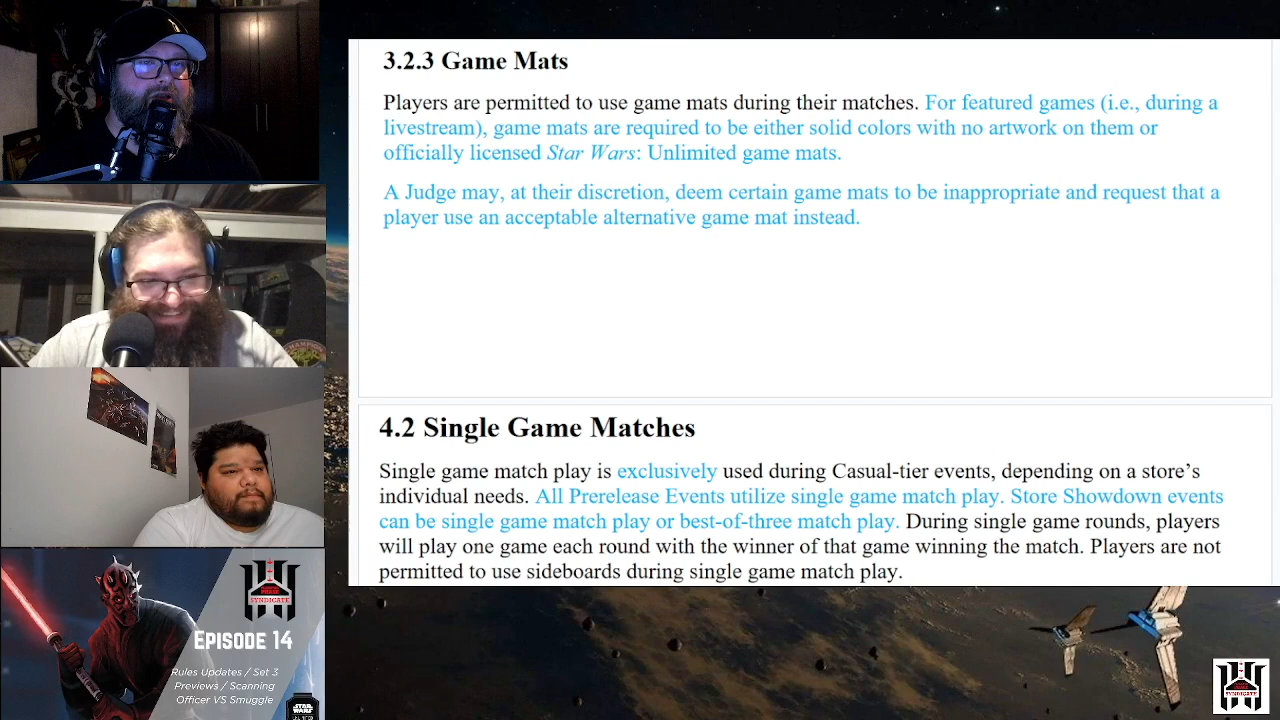 3.2.3 Game Mats
Players are permitted to use game mats during their matches. For featured games (i.e., during a
livestream), game mats are required to be either solid colors with no artwork on them or
officially licensed Star Wars: Unlimited game mats.
A Judge may, at their discretion, deem certain game mats to be inappropriate and request that a
player use an acceptable alternative game mat instead.
4.2 Single Game Matches
Single game match play is exclusively used during Casual-tier events, depending on a store’s
individual needs. All Prerelease Events utilize single game match play. Store Showdown events
can be single game match play or best-of-three match play. During single game rounds, players
will play one game each round with the winner of that game winning the match. Players are not
permitted to use sideboards during single game match play.
SYNDICATE
EPISODE 14
Rules Updates / Set 3
Previews / Scanning
Officer VS Smuggle
STAR
WARS